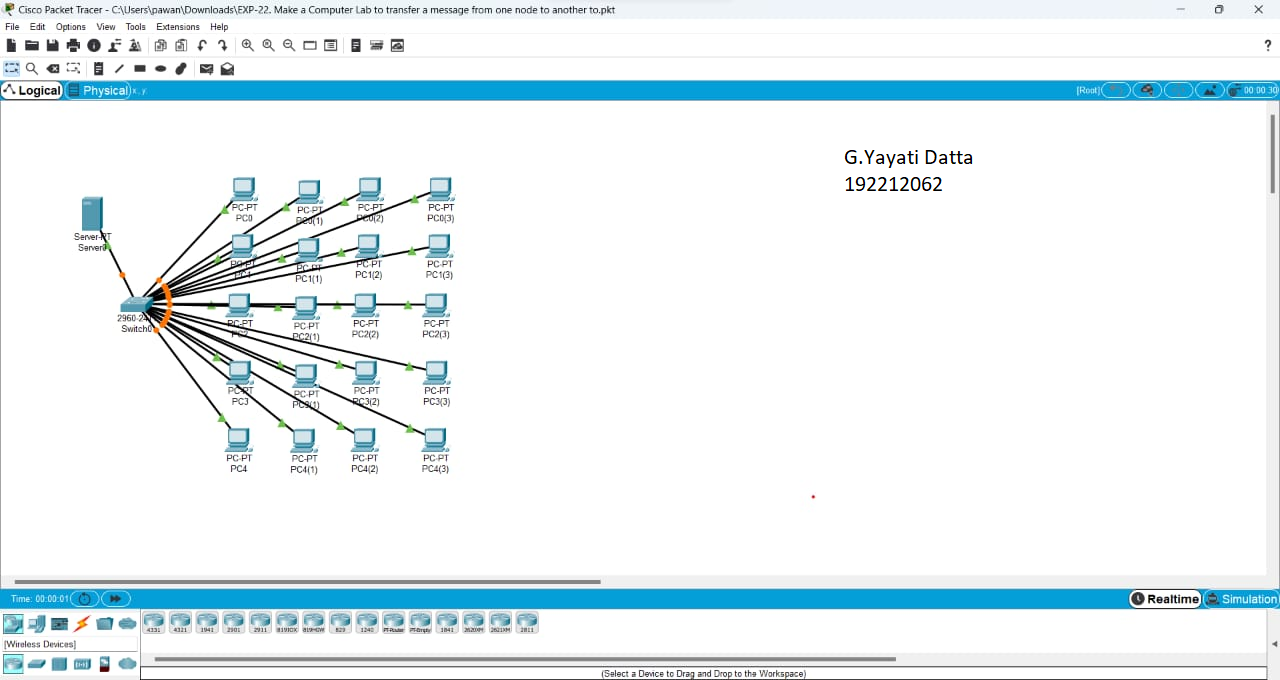 Cisco Packet Tracer - C:\Users\pawan\Downloads\EXP-22. Make a Computer Lab to transfer a message from one node to another to.pkt
File Edit Options View Tools Extensions Help
?
Logical Physical x, y [Root] 00:00:30
G.Yayati Datta
192212062
PC-PT PC-PT PC-PT PC-PT
PC0 PC0(1) PC0(2) PC0(3)
Server-PT
Server0
PC-PT PC-PT PC-PT PC-PT
PC1 PC1(1) PC1(2) PC1(3)
2960-24
Switch0
PC-PT PC-PT PC-PT PC-PT
PC2 PC2(1) PC2(2) PC2(3)
PC-PT PC-PT PC-PT PC-PT
PC3 PC3(1) PC3(2) PC3(3)
PC-PT PC-PT PC-PT PC-PT
PC4 PC4(1) PC4(2) PC4(3)
Time: 00:00:01 Realtime Simulation
4331 4321 1941 2901 2911 819IOX 819HGW 829 1240 PT-Router PT-Empty 1841 2620XM 2621XM 2811
[Wireless Devices]
(Select a Device to Drag and Drop to the Workspace)